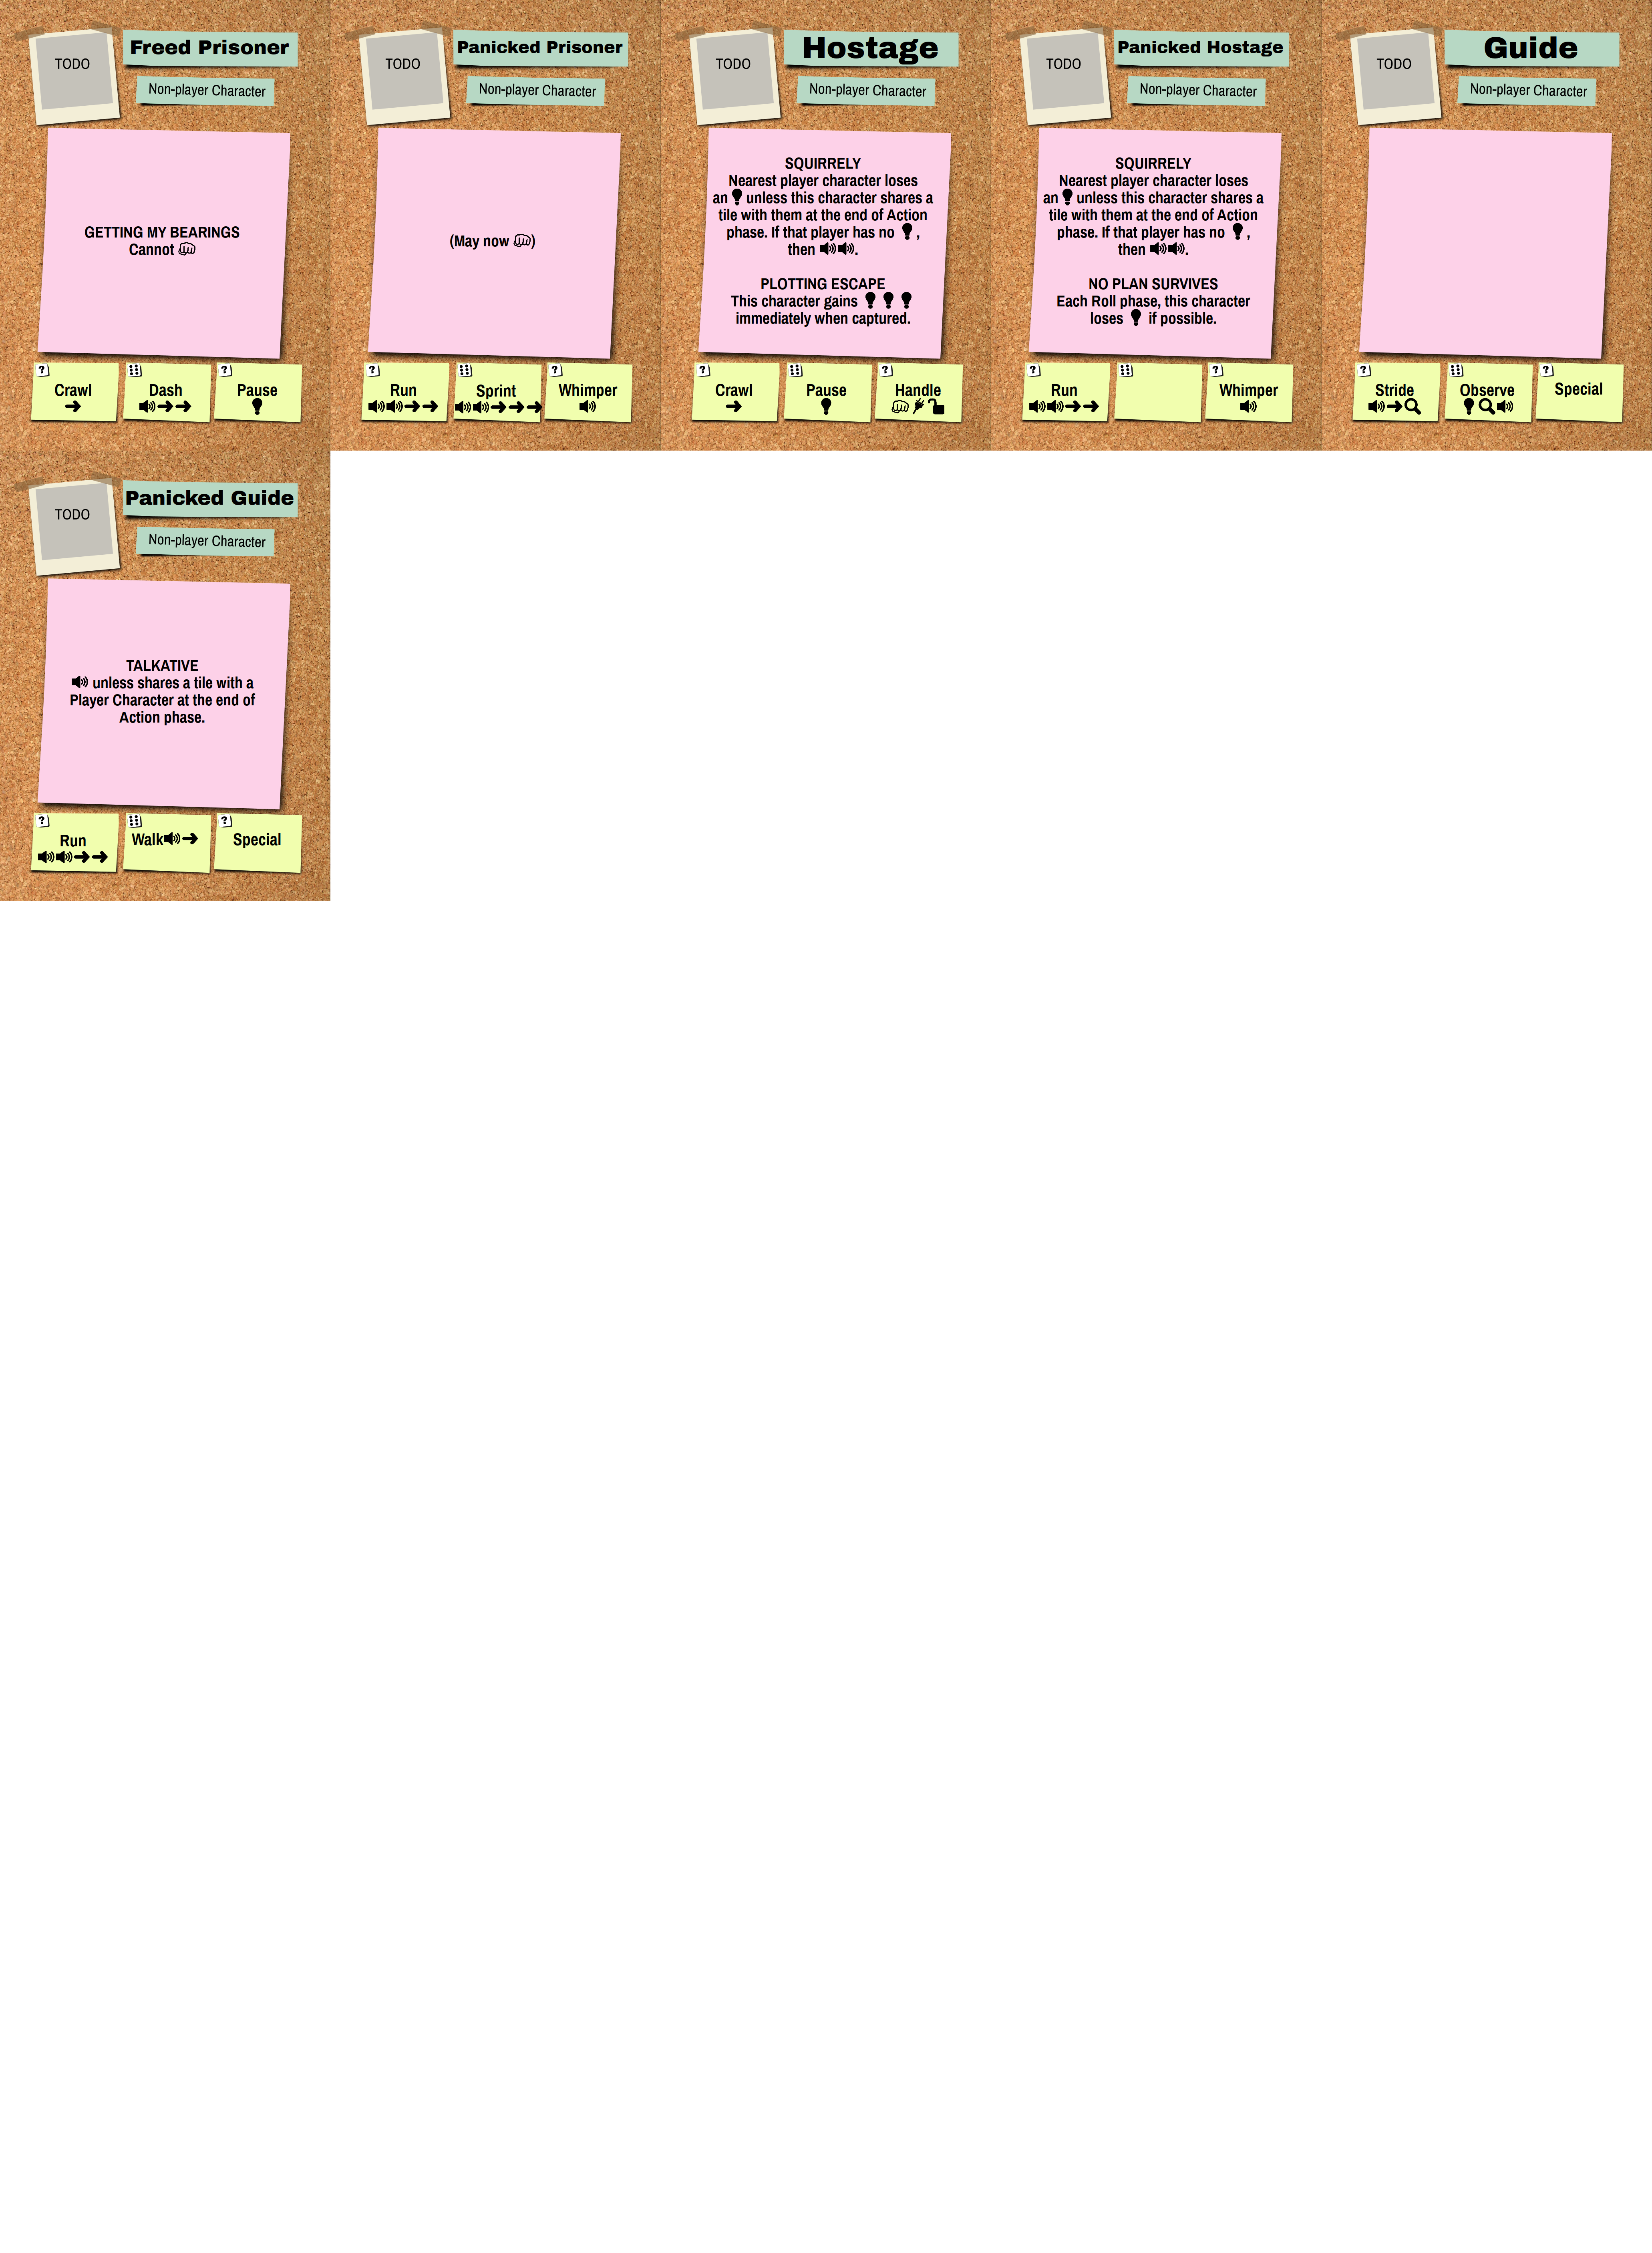 TODO
Freed Prisoner
Non-player Character
GETTING MY BEARINGS
Cannot
?
Crawl
Dash
?
Pause
TODO
Panicked Prisoner
Non-player Character
(May now )
?
Run
Sprint
?
Whimper
TODO
Hostage
Non-player Character
SQUIRRELY
Nearest player character loses
an unless this character shares a
tile with them at the end of Action
phase. If that player has no ,
then .
PLOTTING ESCAPE
This character gains
immediately when captured.
?
Crawl
Pause
?
Handle
TODO
Panicked Hostage
Non-player Character
SQUIRRELY
Nearest player character loses
an unless this character shares a
tile with them at the end of Action
phase. If that player has no ,
then .
NO PLAN SURVIVES
Each Roll phase, this character
loses if possible.
?
Run
?
Whimper
TODO
Guide
Non-player Character
?
Stride
Observe
?
Special
TODO
Panicked Guide
Non-player Character
TALKATIVE
unless shares a tile with a
Player Character at the end of
Action phase.
?
Run
Walk
?
Special